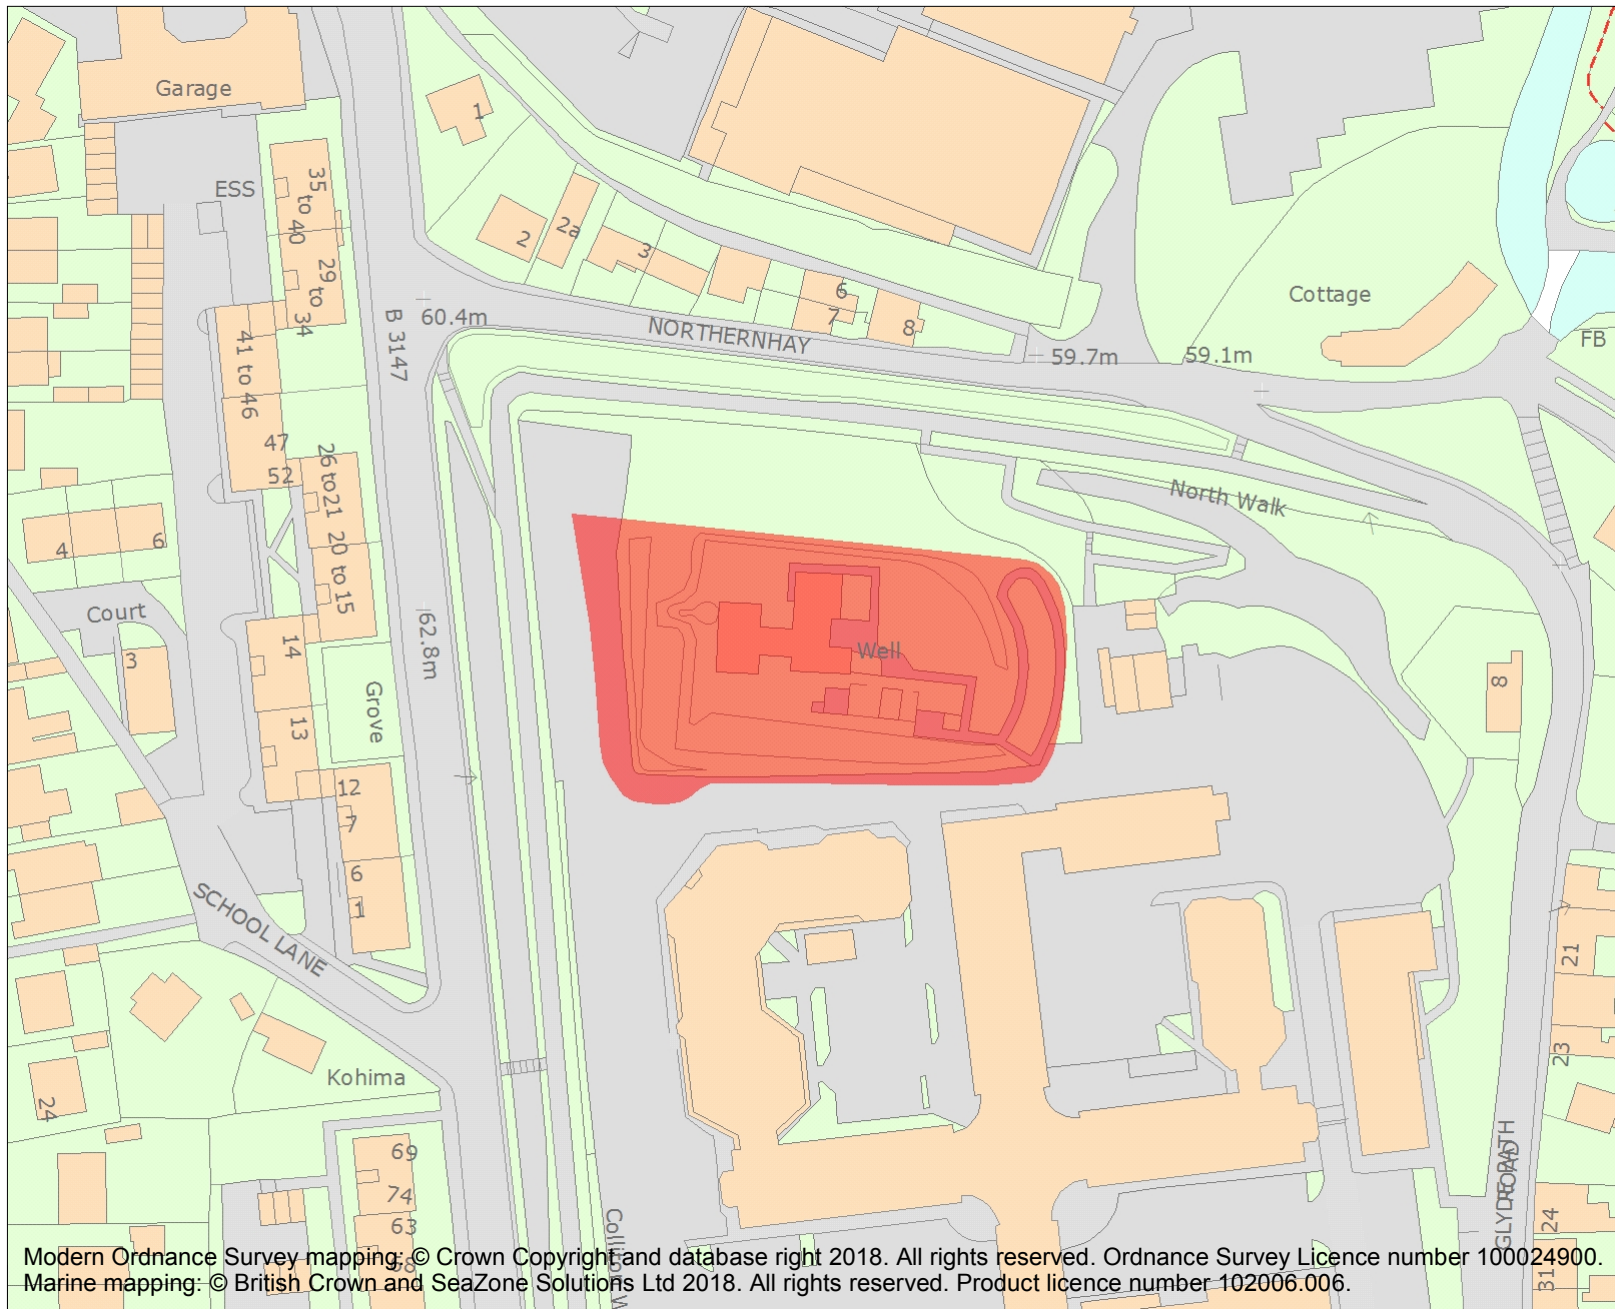 Garage
1
ESS
35
to
40
29
to
34
2
2a
3
6
7
8
B 3147
60.4m
NORTHERNHAY
59.7m
59.1m
Cottage
FB
41 to 46
47
52
26 to 21
20 to 15
North Walk
4
6
Court
3
14
13
Grove
62.8m
Well
8
12
7
6
1
SCHOOL LANE
21
23
Kohima
24
69
74
63
68
GLYDE PATH
ROAD
24
31
Modern Ordnance Survey mapping: © Crown Copyright and database right 2018. All rights reserved. Ordnance Survey Licence number 100024900.
Marine mapping: © British Crown and SeaZone Solutions Ltd 2018. All rights reserved. Product licence number 102006.006.